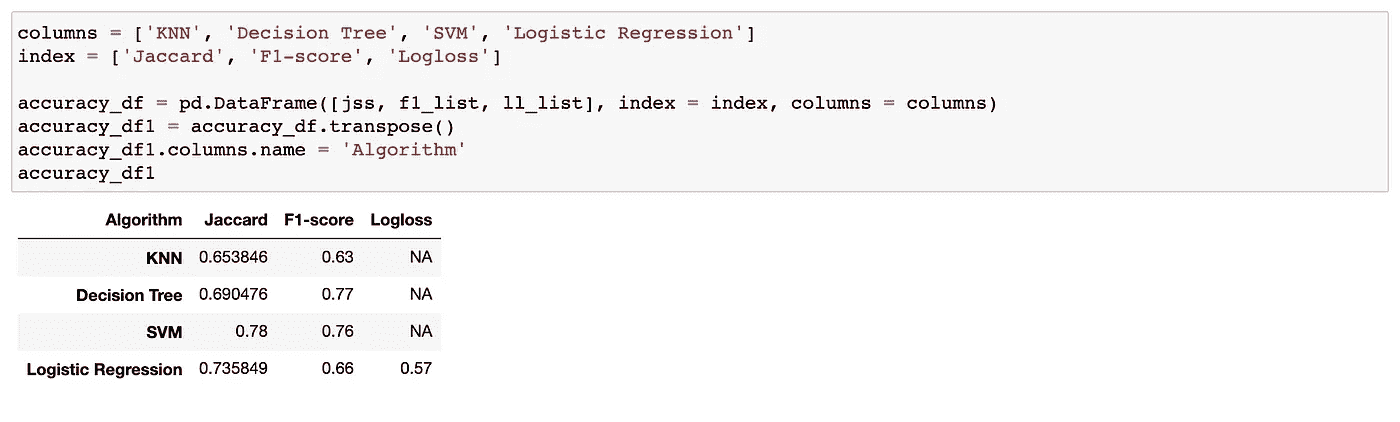 columns = ['KNN', 'Decision Tree', 'SVM', 'Logistic Regression']
index = ['Jaccard', 'F1-score', 'Logloss']
accuracy_df = pd.DataFrame([jss, f1_list, ll_list], index = index, columns = columns)
accuracy_df1 = accuracy_df.transpose()
accuracy_df1.columns.name = 'Algorithm'
accuracy_df1
Algorithm Jaccard F1-score Logloss
KNN 0.653846 0.63 NA
Decision Tree 0.690476 0.77 NA
SVM 0.78 0.76 NA
Logistic Regression 0.735849 0.66 0.57